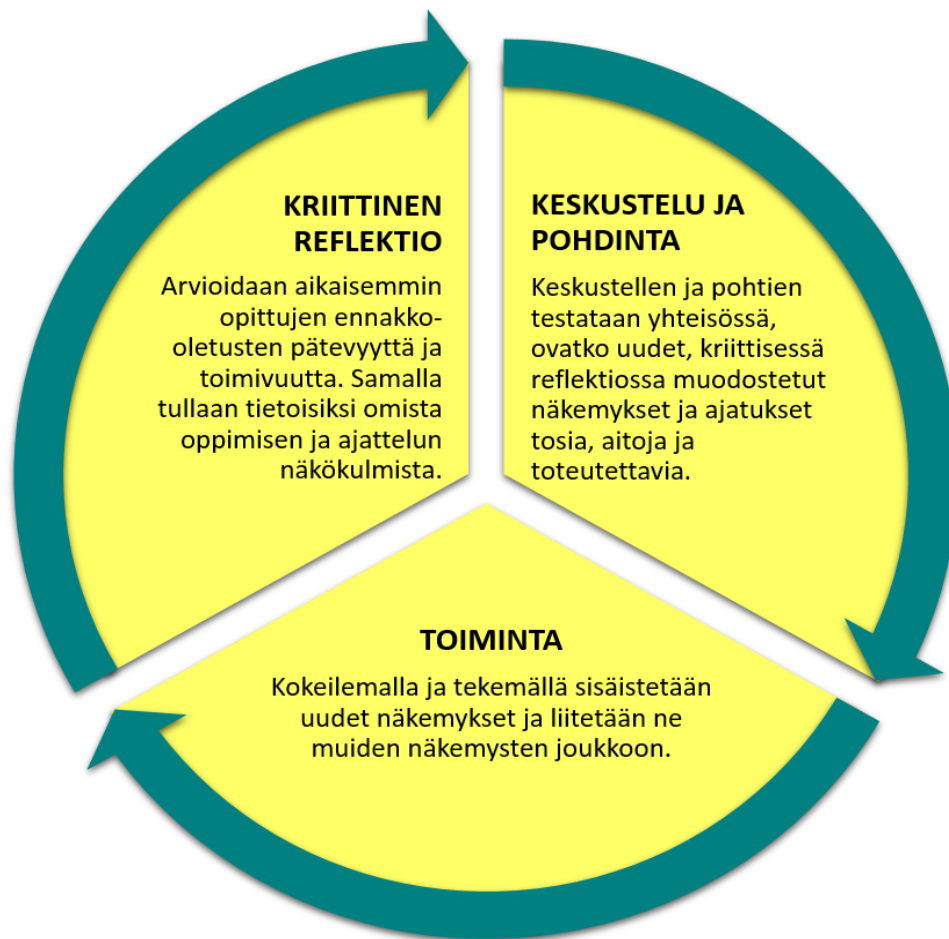 KRIITTINEN
REFLEKTIO
Arvioidaan aikaisemmin
opittujen ennakko-
oletusten pätevyyttä ja
toimivuutta. Samalla
tullaan tietoisiksi omista
oppimisen ja ajattelun
näkökulmista.
KESKUSTELU JA
POHDINTA
Keskustellen ja pohtien
testataan yhteisössä,
ovatko uudet, kriittisessä
reflektiossa muodostetut
näkemykset ja ajatukset
tosia, aitoja ja
toteutettavia.
TOIMINTA
Kokeilemalla ja tekemällä sisäistetään
uudet näkemykset ja liitetään ne
muiden näkemysten joukkoon.